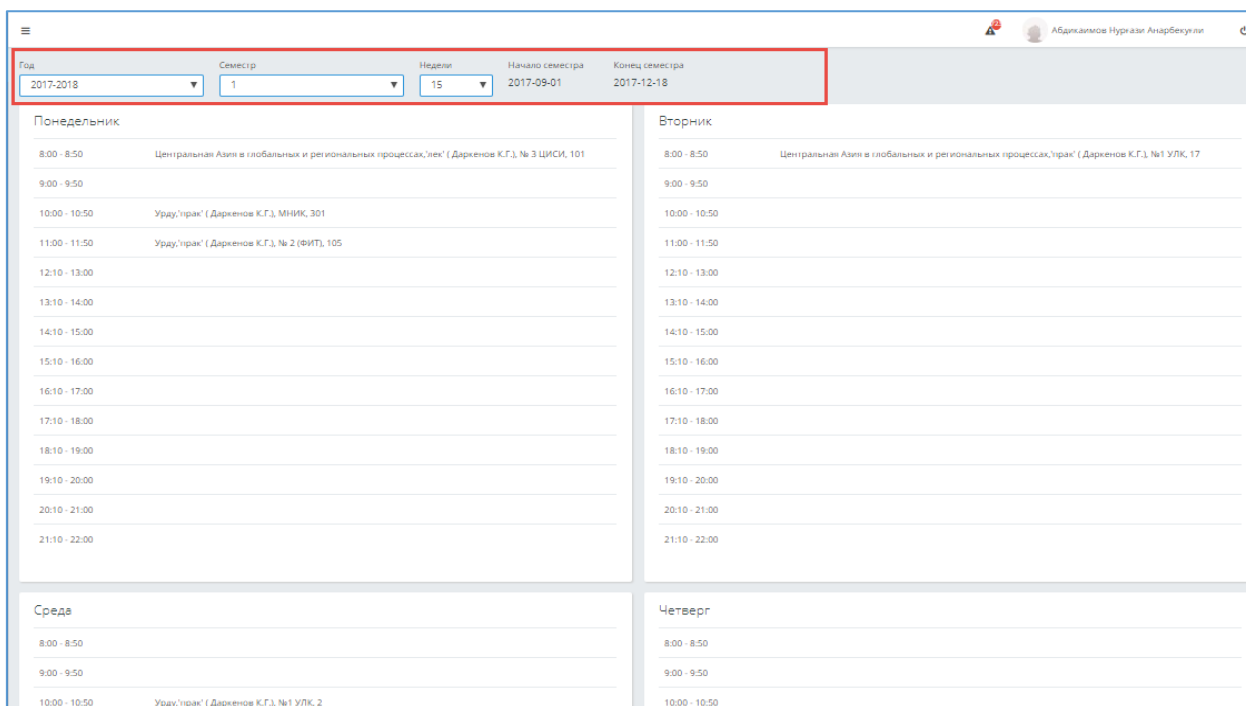 2
Абдикаимов Нургази Анарбекугли
Год
Семестр
Недели
Начало семестра
Конец семестра
2017-2018
1
15
2017-09-01
2017-12-18
Понедельник
8:00 - 8:50 Центральная Азия в глобальных и региональных процессах,'лек' ( Даркенов К.Г.), № 3 ЦИСИ, 101
9:00 - 9:50
10:00 - 10:50 Урду,'прак' ( Даркенов К.Г.), МНИК, 301
11:00 - 11:50 Урду,'прак' ( Даркенов К.Г.), № 2 (ФИТ), 105
12:10 - 13:00
13:10 - 14:00
14:10 - 15:00
15:10 - 16:00
16:10 - 17:00
17:10 - 18:00
18:10 - 19:00
19:10 - 20:00
20:10 - 21:00
21:10 - 22:00
Вторник
8:00 - 8:50 Центральная Азия в глобальных и региональных процессах,'прак' ( Даркенов К.Г.), №1 УЛК, 17
9:00 - 9:50
10:00 - 10:50
11:00 - 11:50
12:10 - 13:00
13:10 - 14:00
14:10 - 15:00
15:10 - 16:00
16:10 - 17:00
17:10 - 18:00
18:10 - 19:00
19:10 - 20:00
20:10 - 21:00
21:10 - 22:00
Среда
8:00 - 8:50
9:00 - 9:50
10:00 - 10:50 Урду,'прак' ( Даркенов К.Г.), №1 УЛК, 2
Четверг
8:00 - 8:50
9:00 - 9:50
10:00 - 10:50